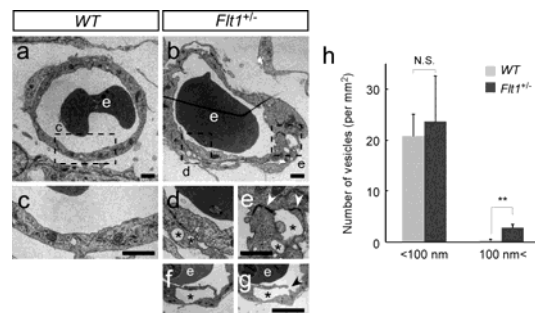 WT
Flt1+/-
a
e
c
b
e
d
e
c
d
*
e
*
*
f
e
*
g
e
*
h
Number of vesicles (per mm²)
30
20
10
0
N.S.
**
WT
Flt1+/-
<100 nm
100 nm<